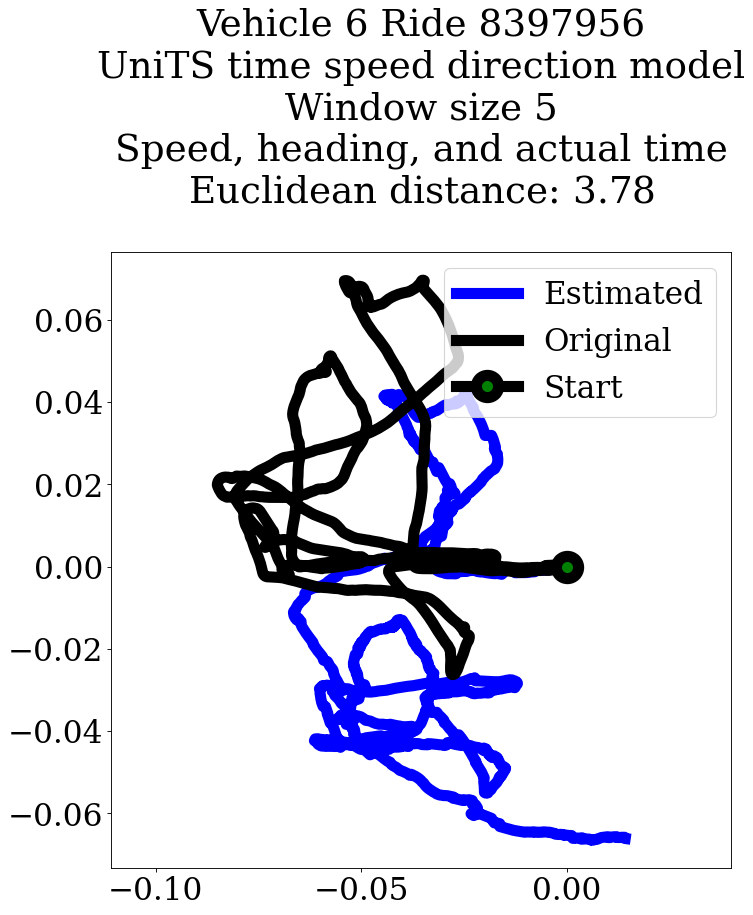 Vehicle 6 Ride 8397956
UniTS time speed direction model
Window size 5
Speed, heading, and actual time
Euclidean distance: 3.78
Estimated
Original
Start
0.06
0.04
0.02
0.00
−0.02
−0.04
−0.06
−0.10
−0.05
0.00